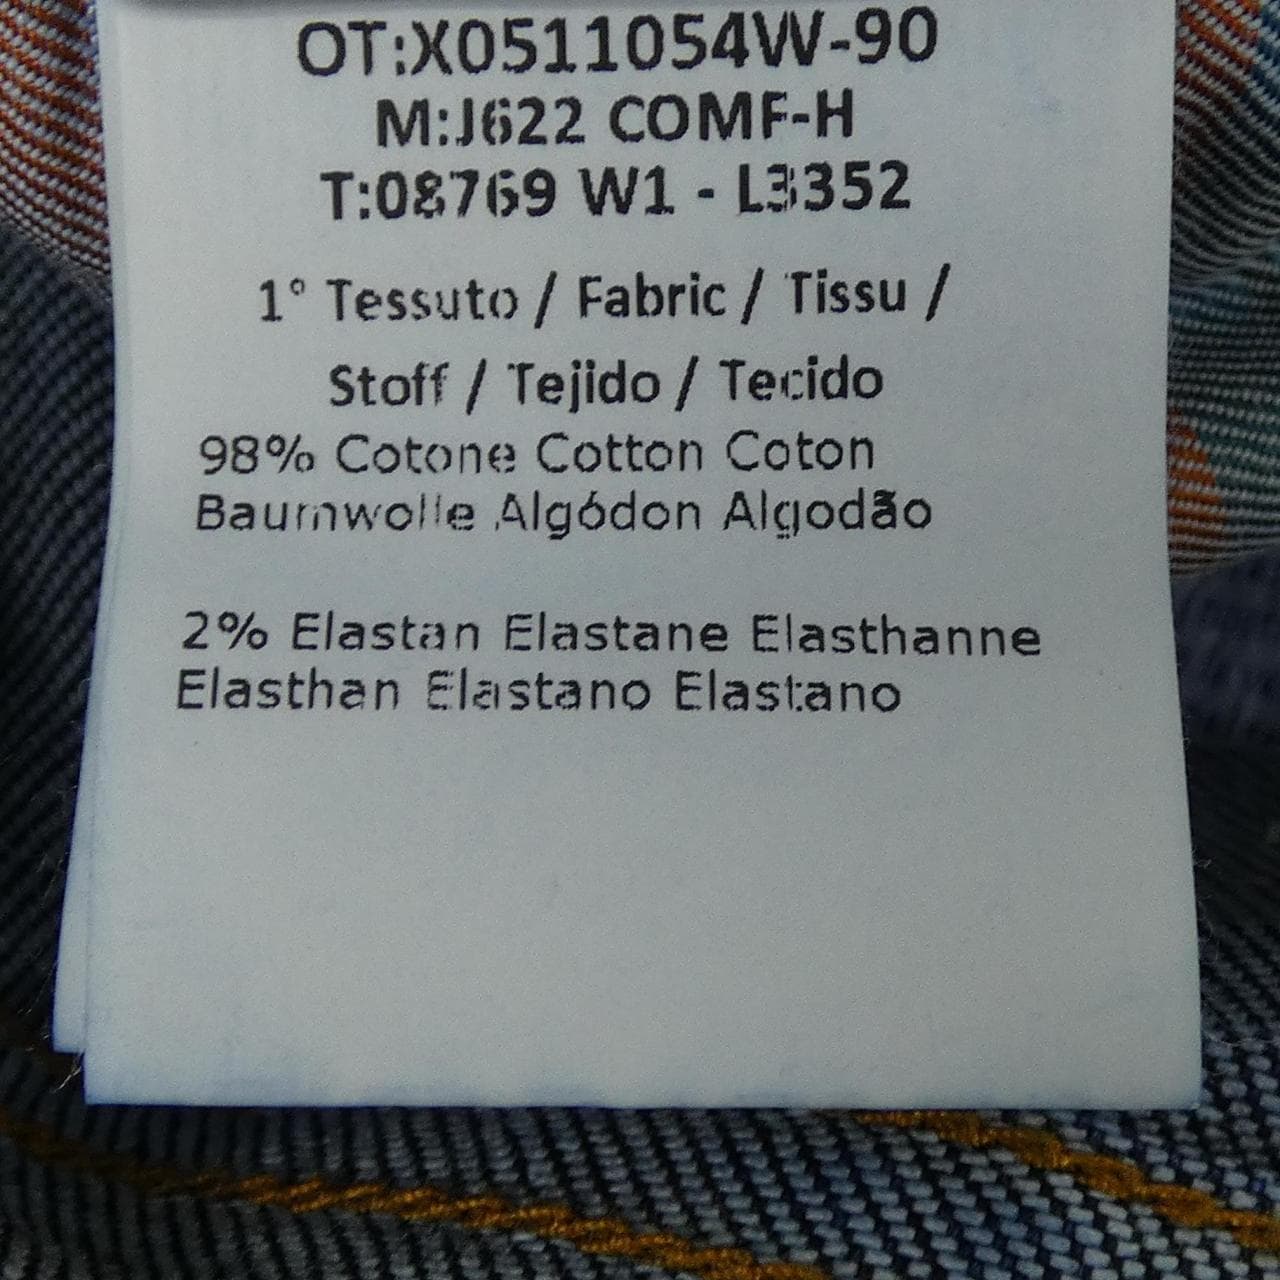 OT:X0511054W-90
M:J622 COMF-H
T:08769 W1 - L3352
1° Tessuto / Fabric / Tissu /
Stoff / Tejido / Tecido
98% Cotone Cotton Coton
Baumwolle Algódon Algodão
2% Elastan Elastane Elasthanne
Elasthan Elastano Elastano